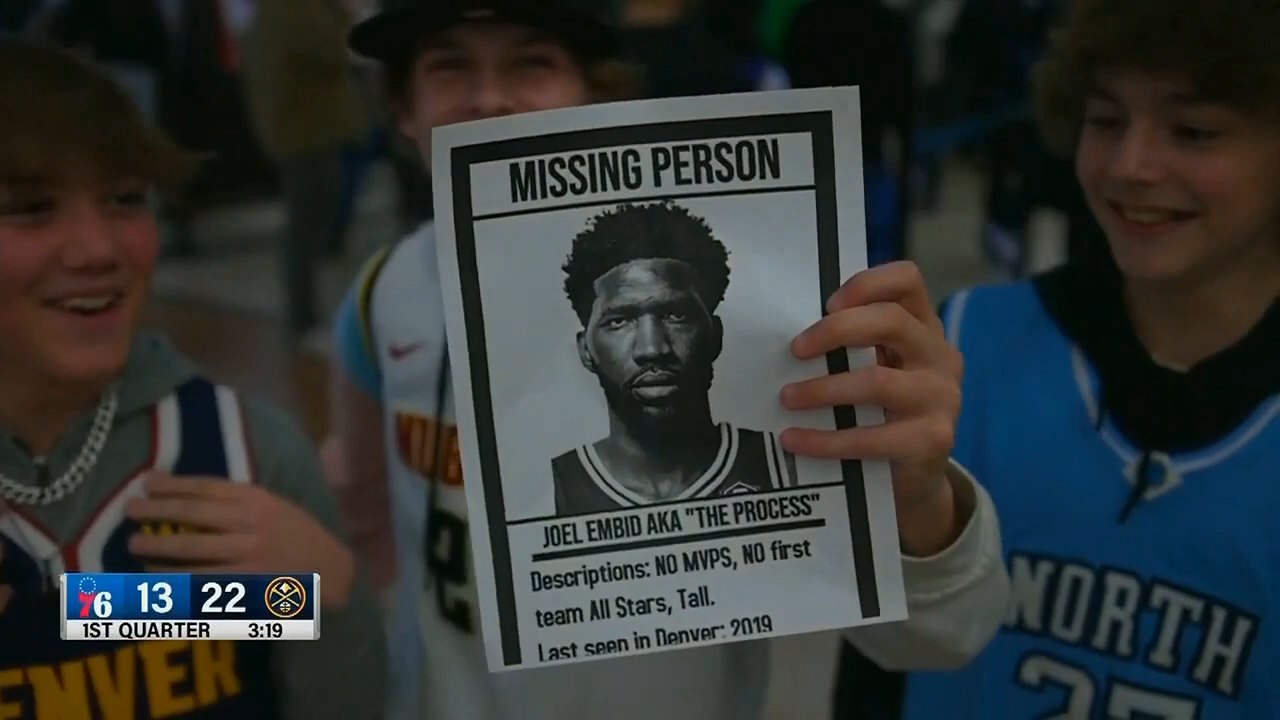 MISSING PERSON
JOEL EMBID AKA "THE PROCESS"
Descriptions: NO MVPS, NO first
team All Stars, Tall.
Last seen in Denver: 2019
76 13 22
1ST QUARTER 3:19
ENVER
NORTH